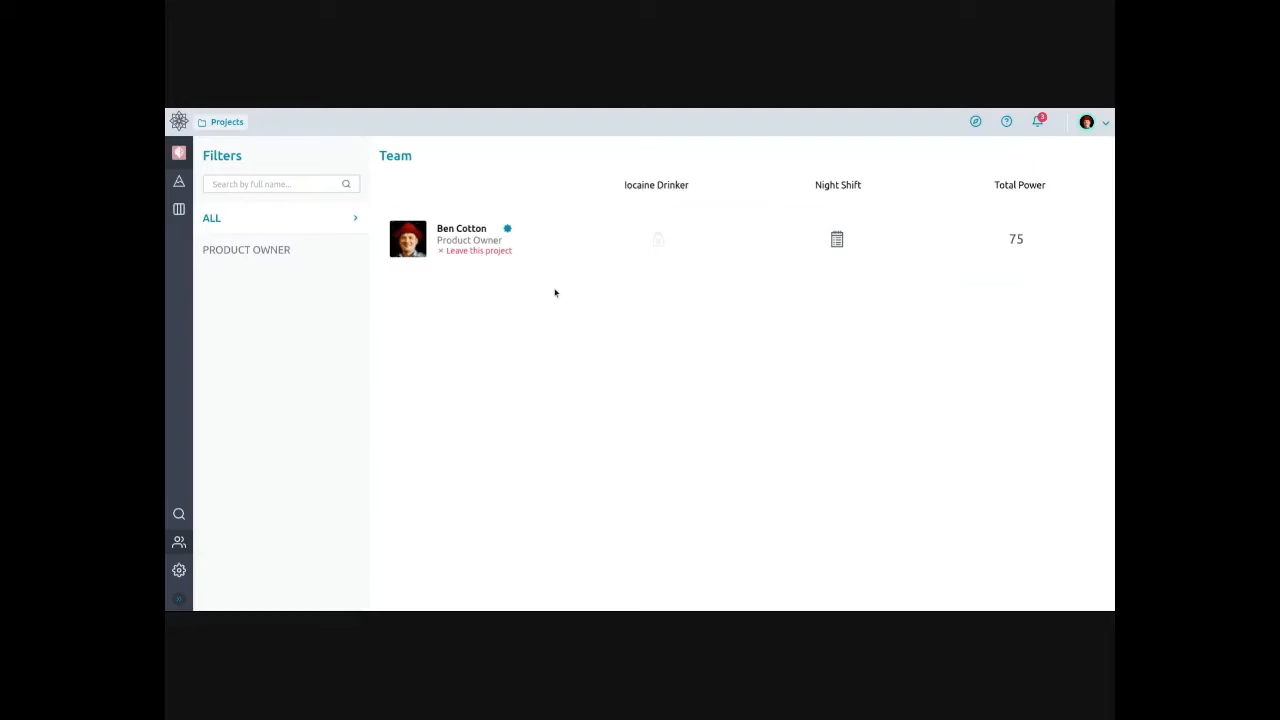 Projects
3
Filters
Search by full name...
ALL
PRODUCT OWNER
Team
Iocaine Drinker
Night Shift
Total Power
Ben Cotton
Product Owner
× Leave this project
75